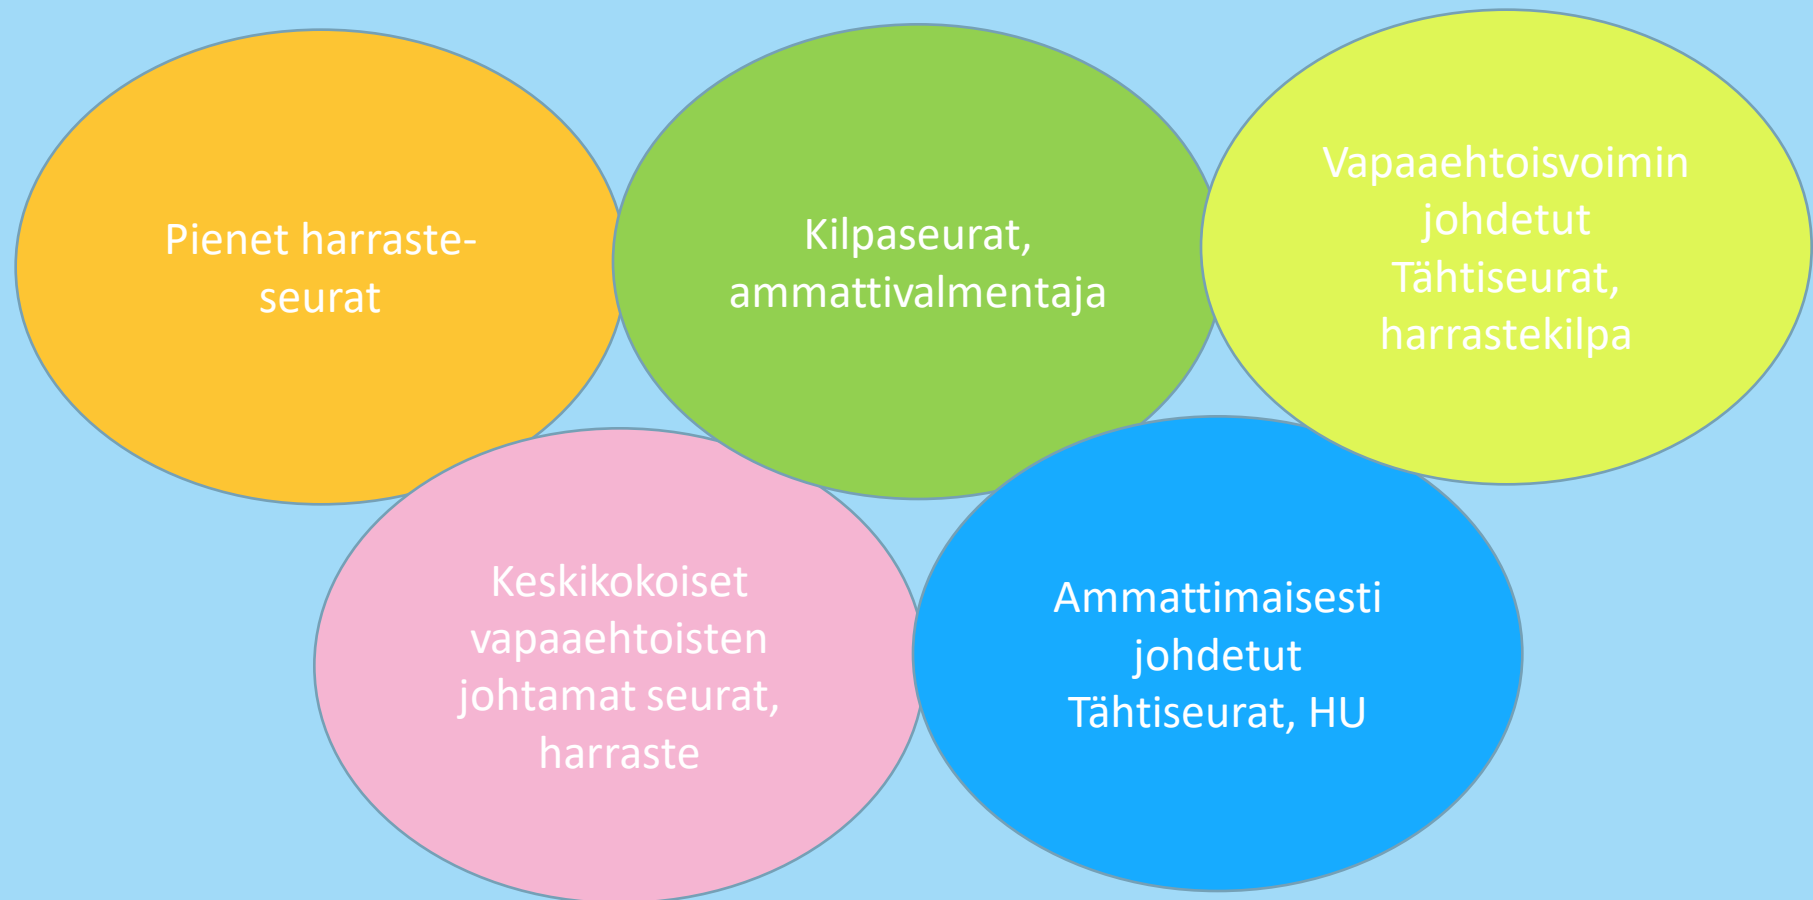 Pienet harraste-
seurat
Kilpaseurat,
ammattivalmentaja
Vapaaehtoisvoimin
johdetut
Tähtiseurat,
harrastekilpa
Keskikokoiset
vapaaehtoisten
johtamat seurat,
harraste
Ammattimaisesti
johdetut
Tähtiseurat, HU